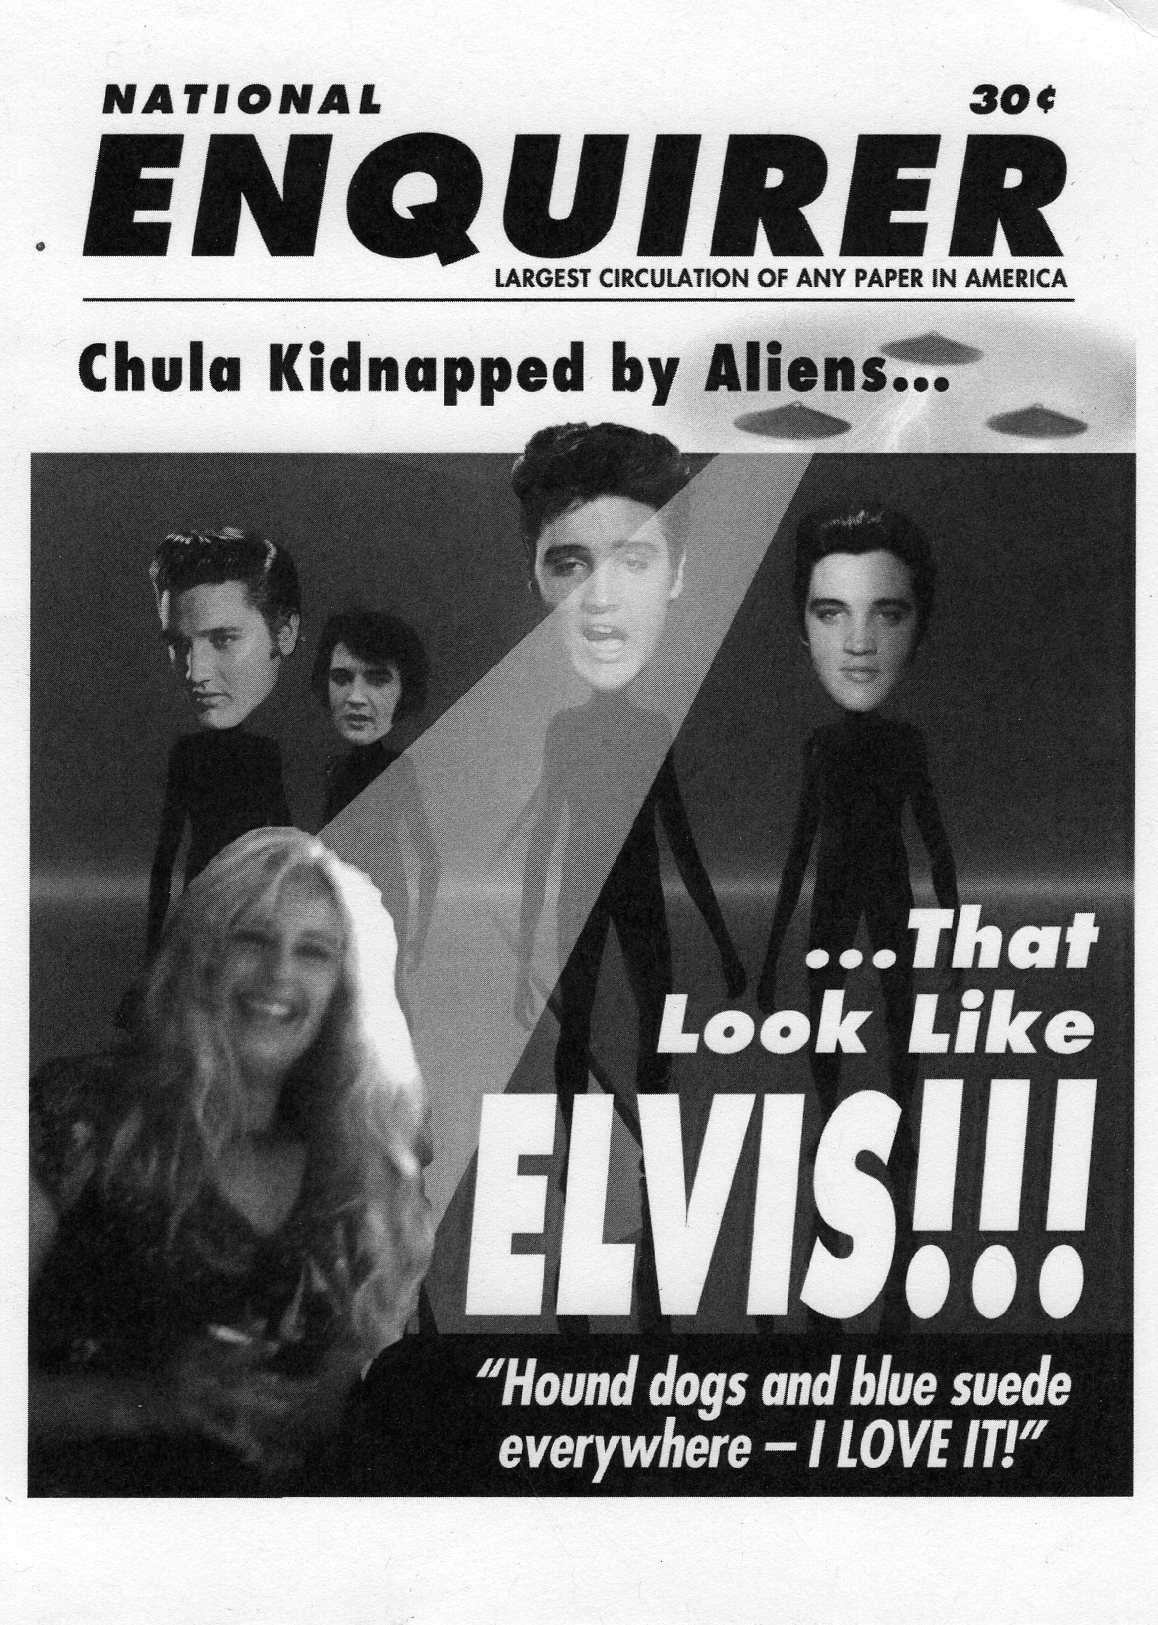 NATIONAL 30¢
ENQUIRER
LARGEST CIRCULATION OF ANY PAPER IN AMERICA
Chula Kidnapped by Aliens...
...That
Look Like
ELVIS!!!
“Hound dogs and blue suede
everywhere – I LOVE IT!”